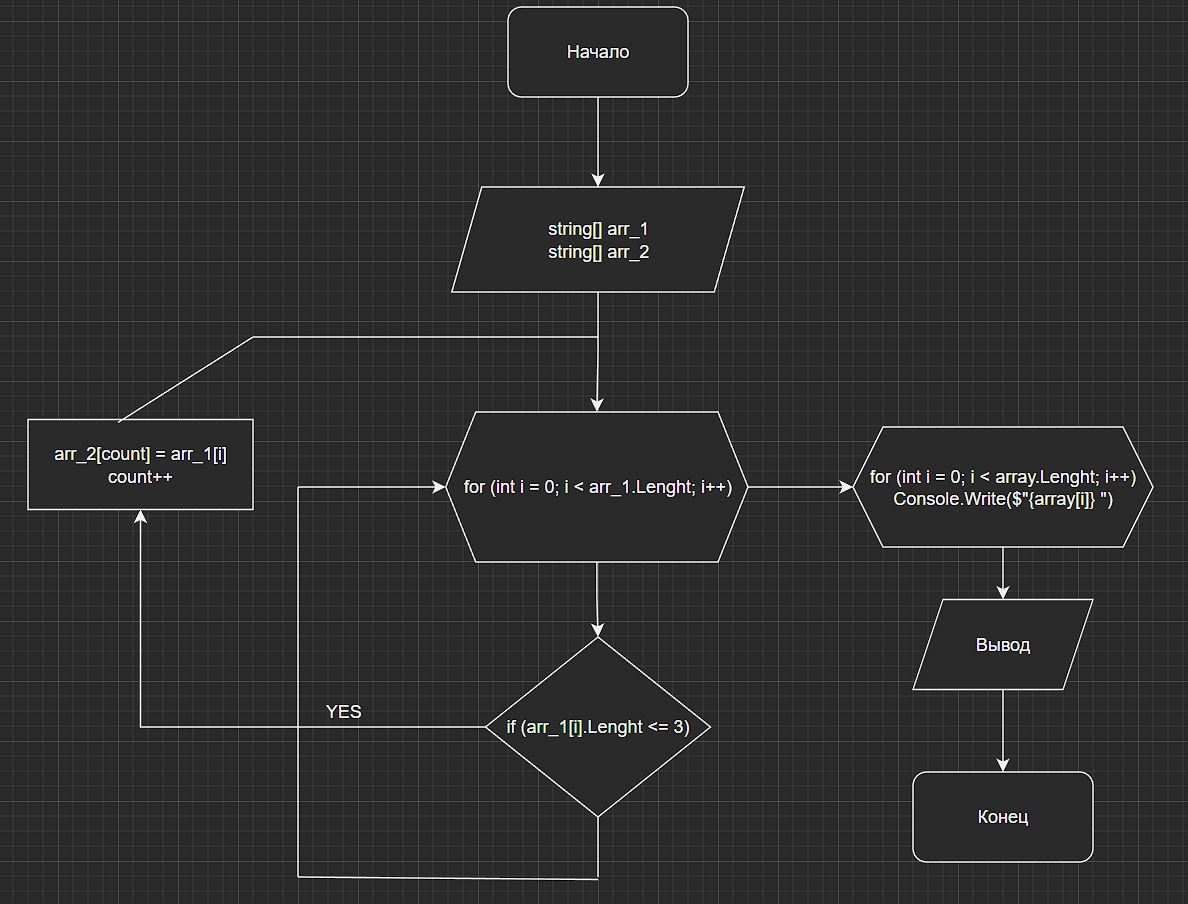 Начало
string[] arr_1
string[] arr_2
arr_2[count] = arr_1[i]
count++
for (int i = 0; i < arr_1.Lenght; i++)
for (int i = 0; i < array.Lenght; i++)
Console.Write($"{array[i]} ")
Вывод
YES
if (arr_1[i].Lenght <= 3)
Конец